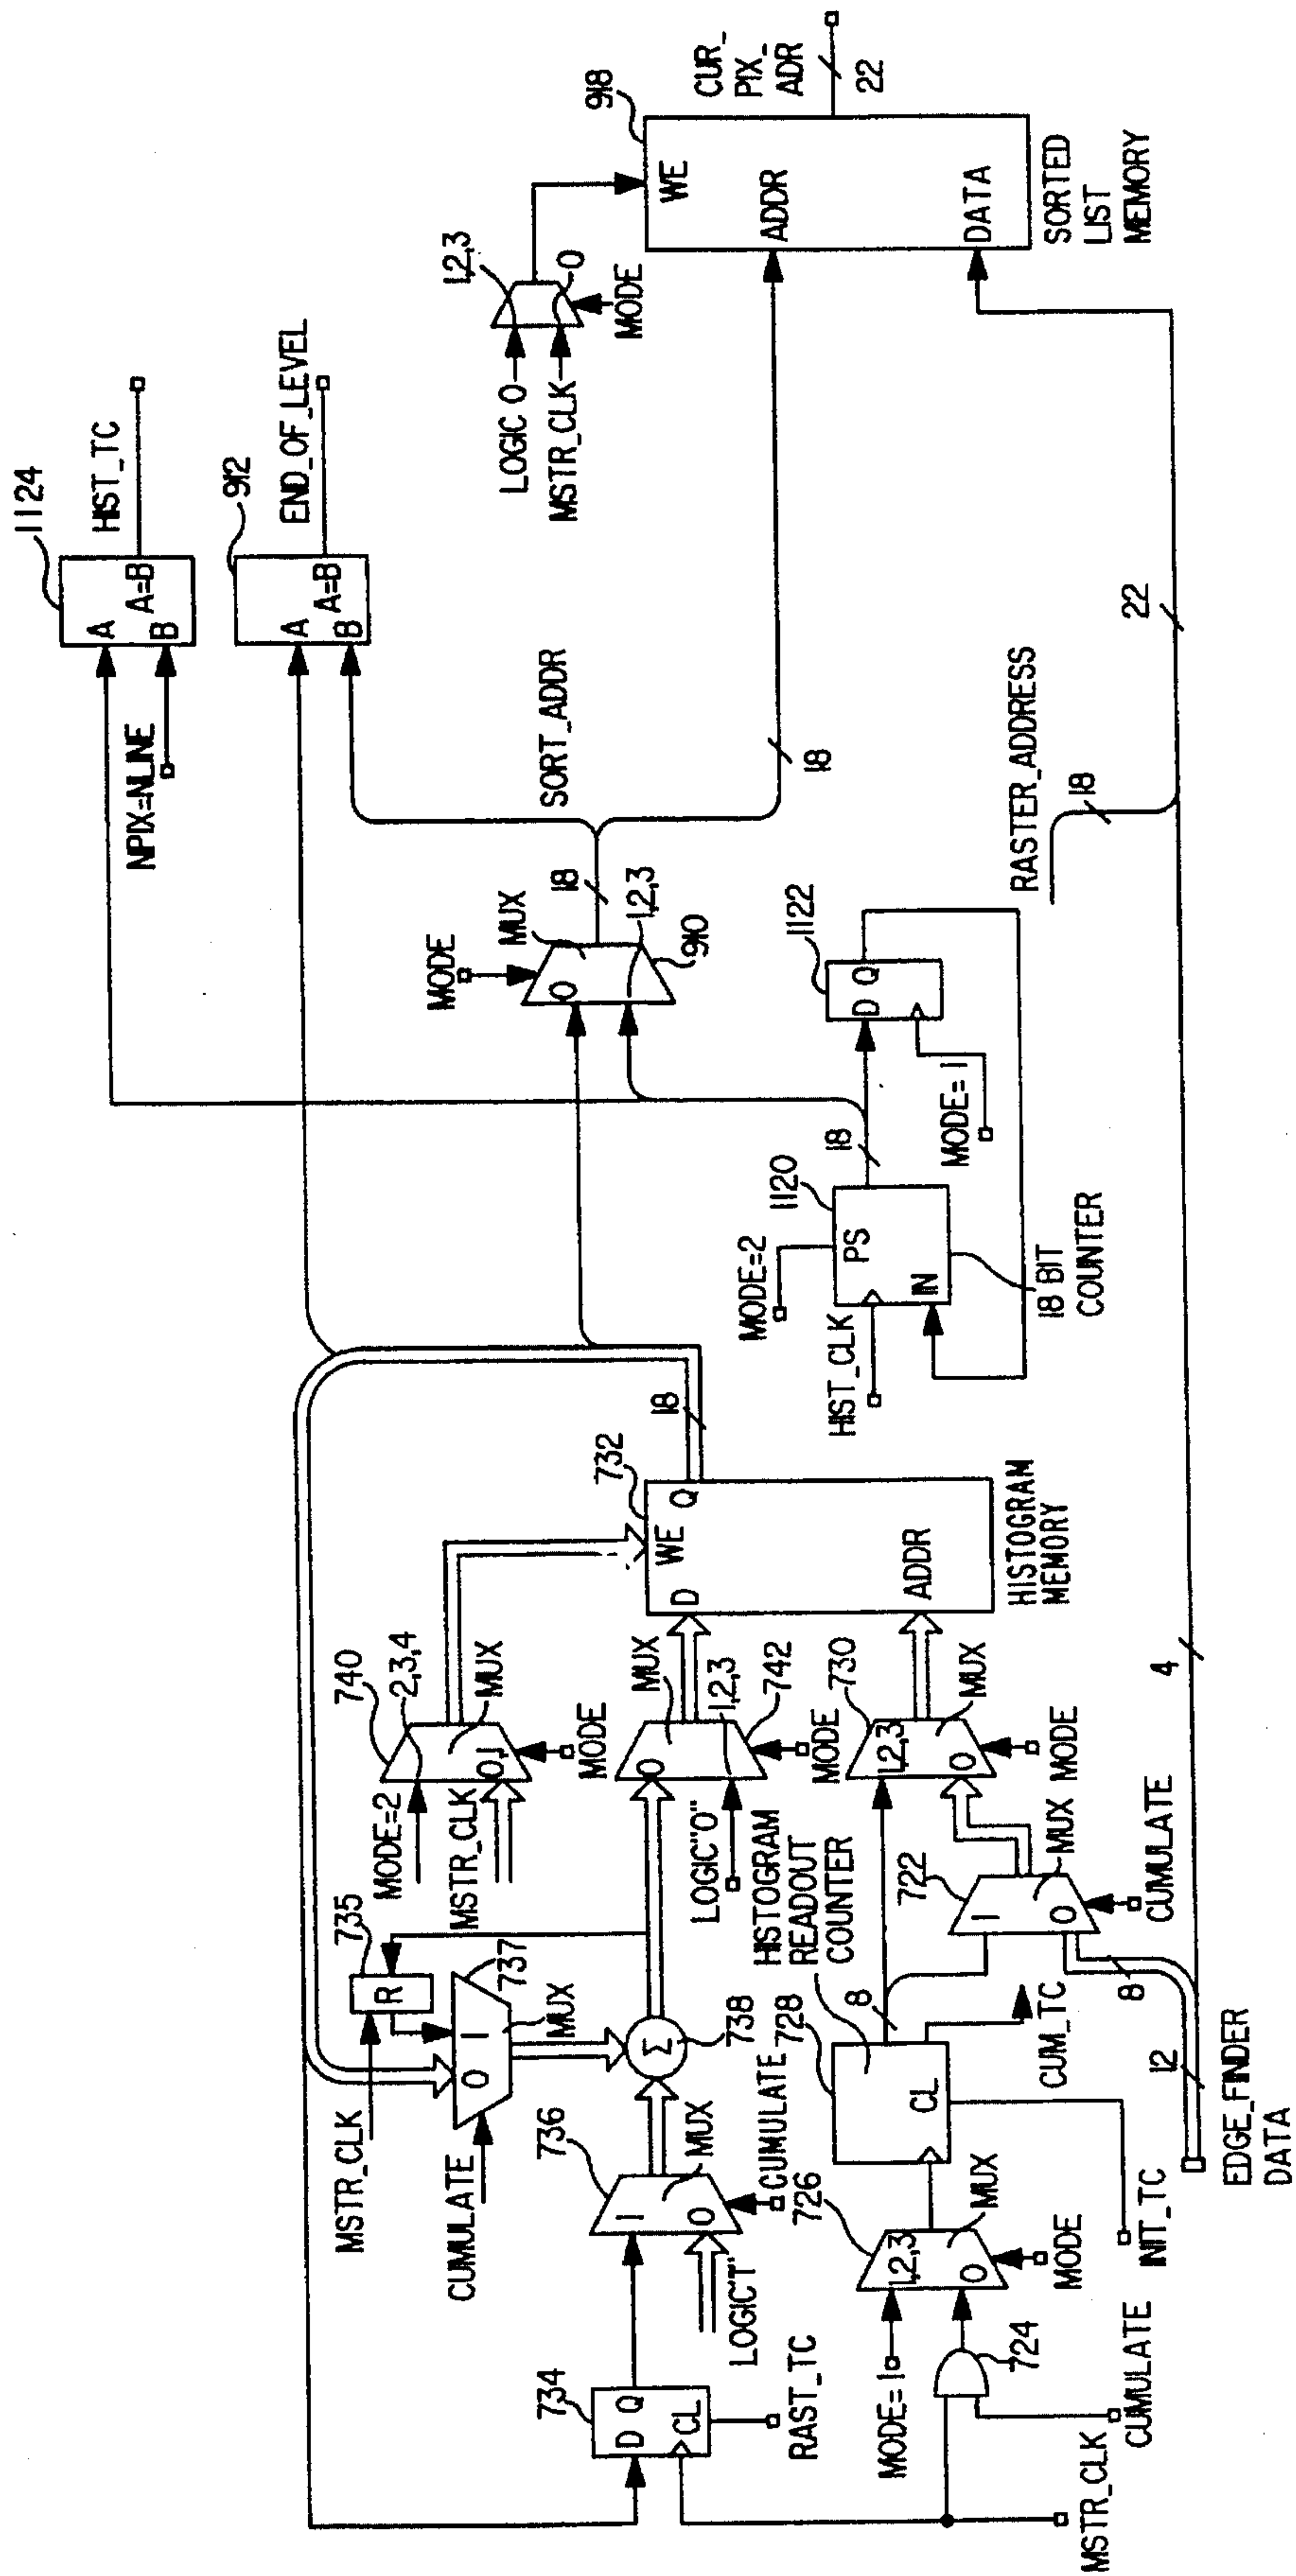 1124
HIST_TC
A
A=B
B
NPIX=NLINE
912
END_OF_LEVEL
A
A=B
B
SORT_ADDR
1,2,3
0
LOGIC 0
MSTR_CLK
MODE
918
WE
ADDR
DATA
CUR_
PIX_
ADR
22
SORTED
LIST
MEMORY
18
22
RASTER_ADDRESS
18
MODE
MUX
18
0
1,2,3
910
1122
D Q
MODE=1
18
1120
MODE=2
PS
IN
HIST_CLK
18 BIT
COUNTER
18
732
WE
Q
D
ADDR
HISTOGRAM
MEMORY
740
2,3,4
MUX
0,1
MODE=2
MSTR_CLK
MODE
MUX
0
1,2,3
742
LOGIC"0"
MODE
730
1,2,3
MUX
0
MODE
735
R
MSTR_CLK
737
0
1
MUX
CUMULATE
Σ
738
736
1
0
MUX
LOGIC"1"
CUMULATE
HISTOGRAM
READOUT
COUNTER
728
8
CL
CUM_TC
722
1
0
MUX
CUMULATE
8
4
12
EDGE_FINDER
DATA
726
1,2,3
0
MUX
MODE
INIT_TC
734
D Q
CL
RAST_TC
MODE=1
724
CUMULATE
MSTR_CLK